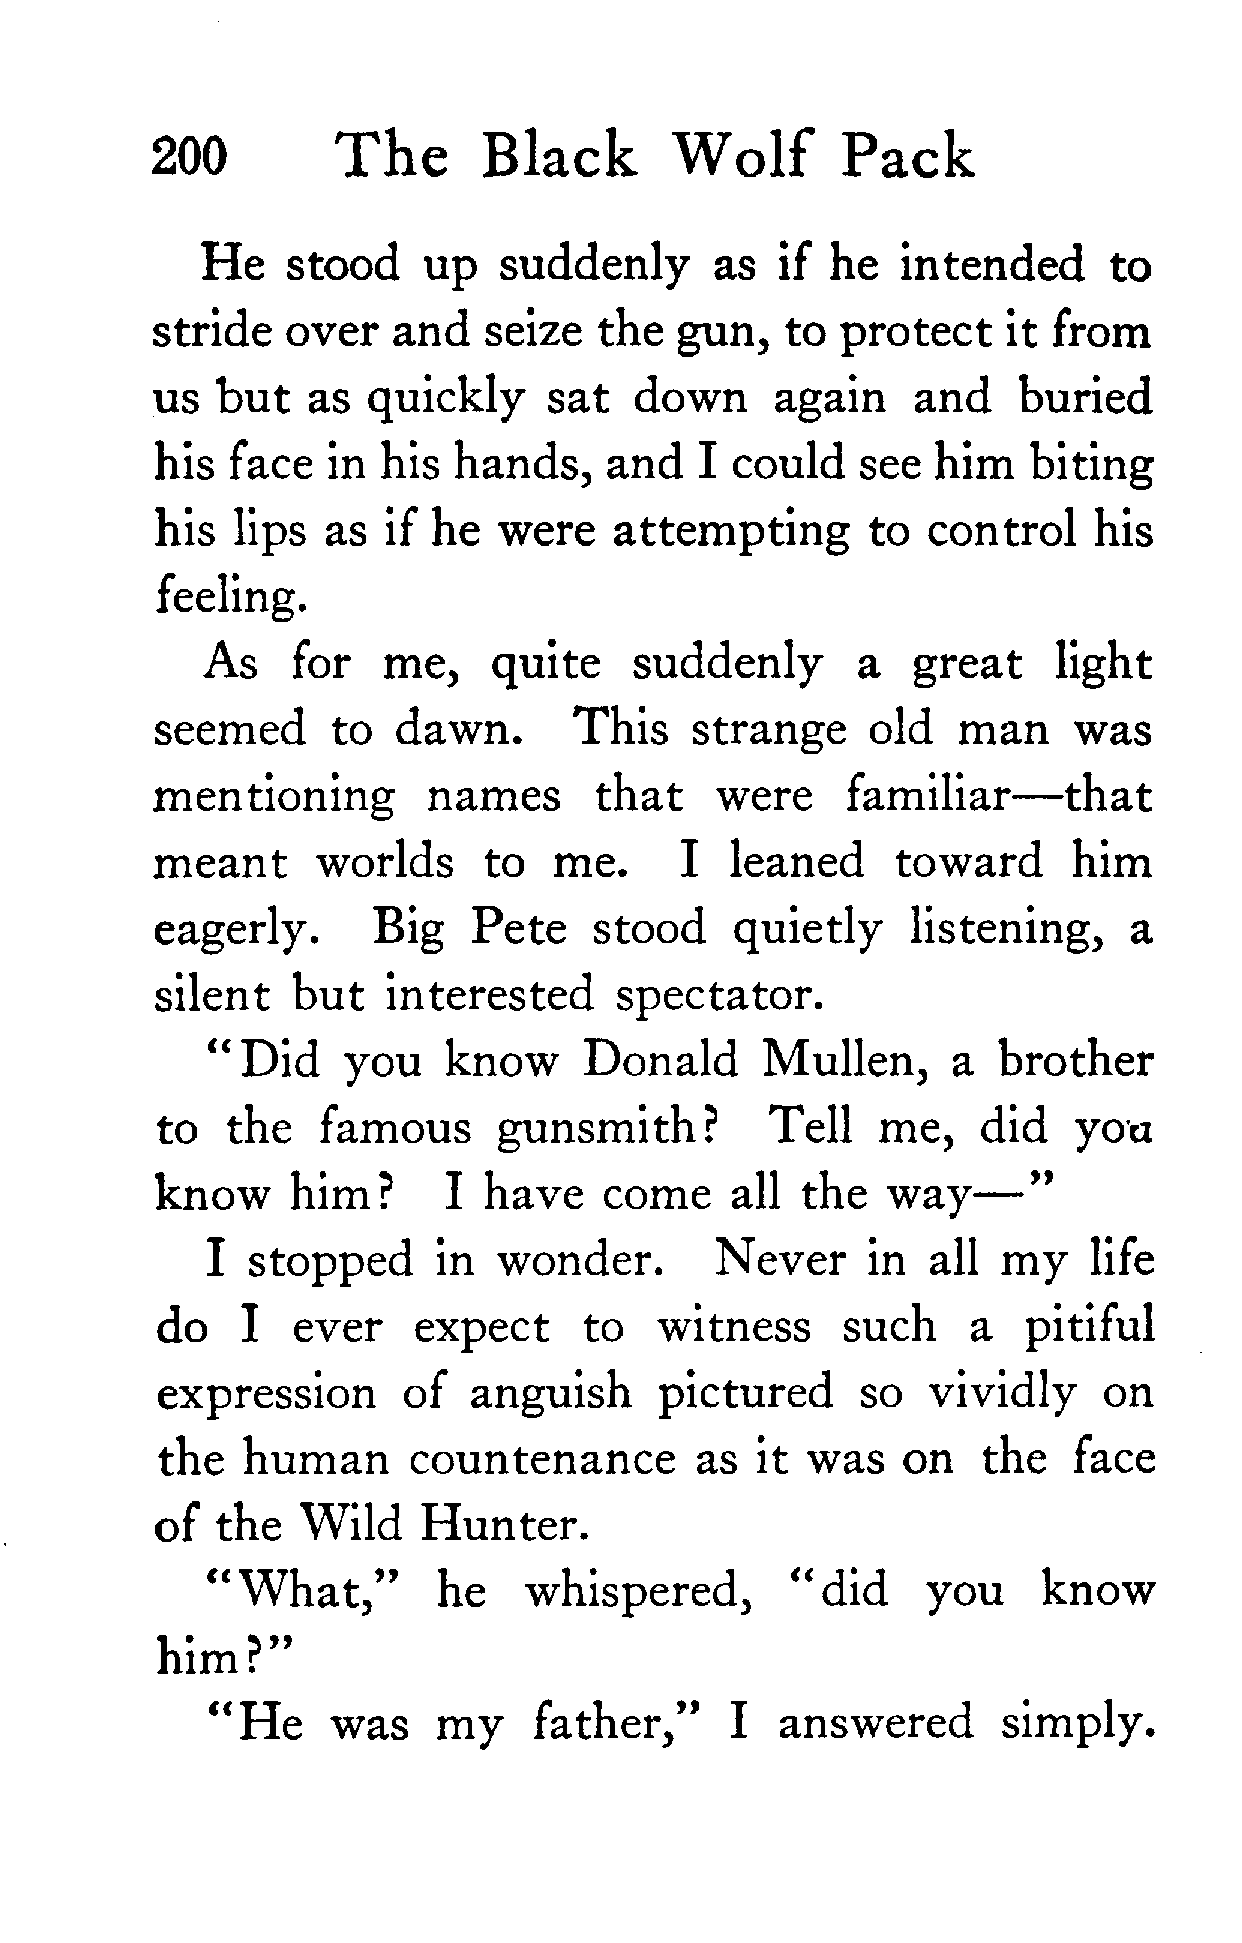 200 The Black Wolf Pack
He stood up suddenly as if he intended to
stride over and seize the gun, to protect it from
us but as quickly sat down again and buried
his face in his hands, and I could see him biting
his lips as if he were attempting to control his
feeling.
As for me, quite suddenly a great light
seemed to dawn. This strange old man was
mentioning names that were familiar—that
meant worlds to me. I leaned toward him
eagerly. Big Pete stood quietly listening, a
silent but interested spectator.
"Did you know Donald Mullen, a brother
to the famous gunsmith? Tell me, did you
know him? I have come all the way—"
I stopped in wonder. Never in all my life
do I ever expect to witness such a pitiful
expression of anguish pictured so vividly on
the human countenance as it was on the face
of the Wild Hunter.
"What," he whispered, "did you know
him?"
"He was my father," I answered simply.